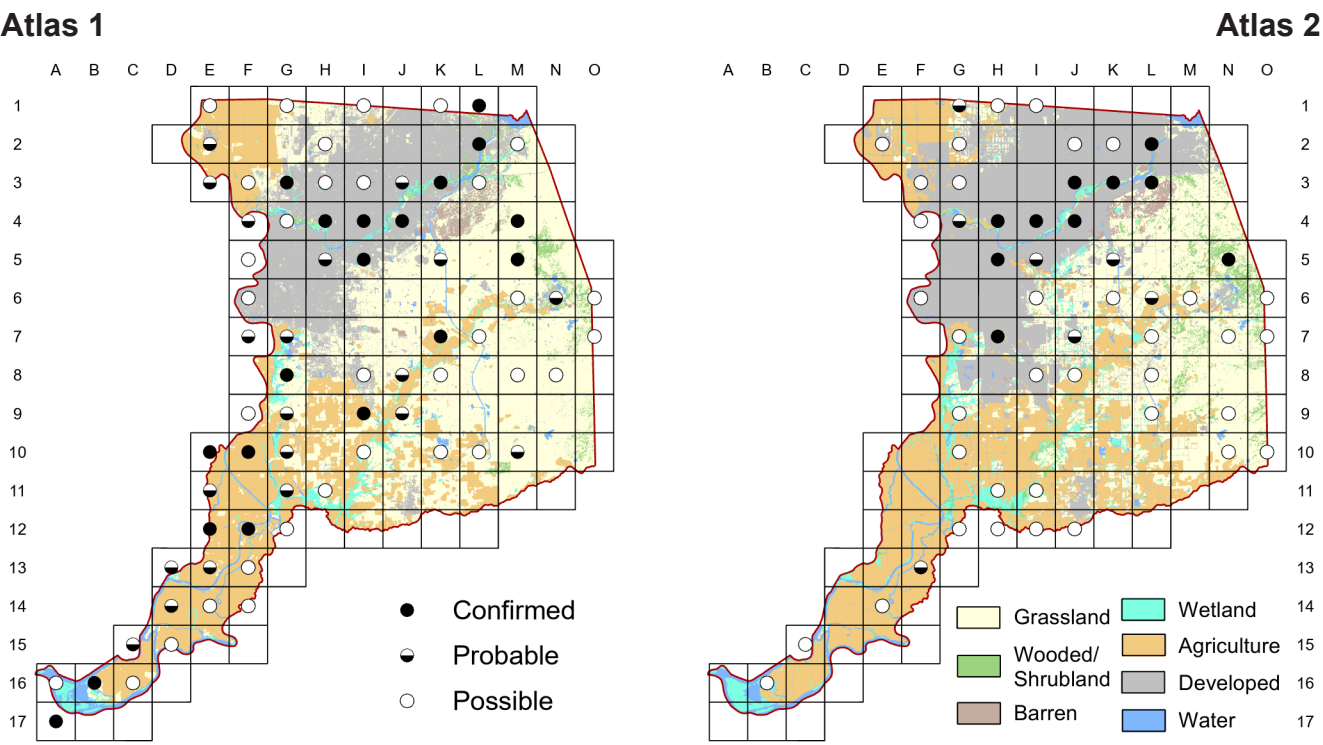 Atlas 1
Atlas 2
A B C D E F G H I J K L M N O
A B C D E F G H I J K L M N O
1 1
2 2
3 3
4 4
5 5
6 6
7 7
8 8
9 9
10 10
11 11
12 12
13 13
14 14
15 15
16 16
17 17
Confirmed
Probable
Possible
Grassland
Wooded/
Shrubland
Barren
Wetland
Agriculture
Developed
Water